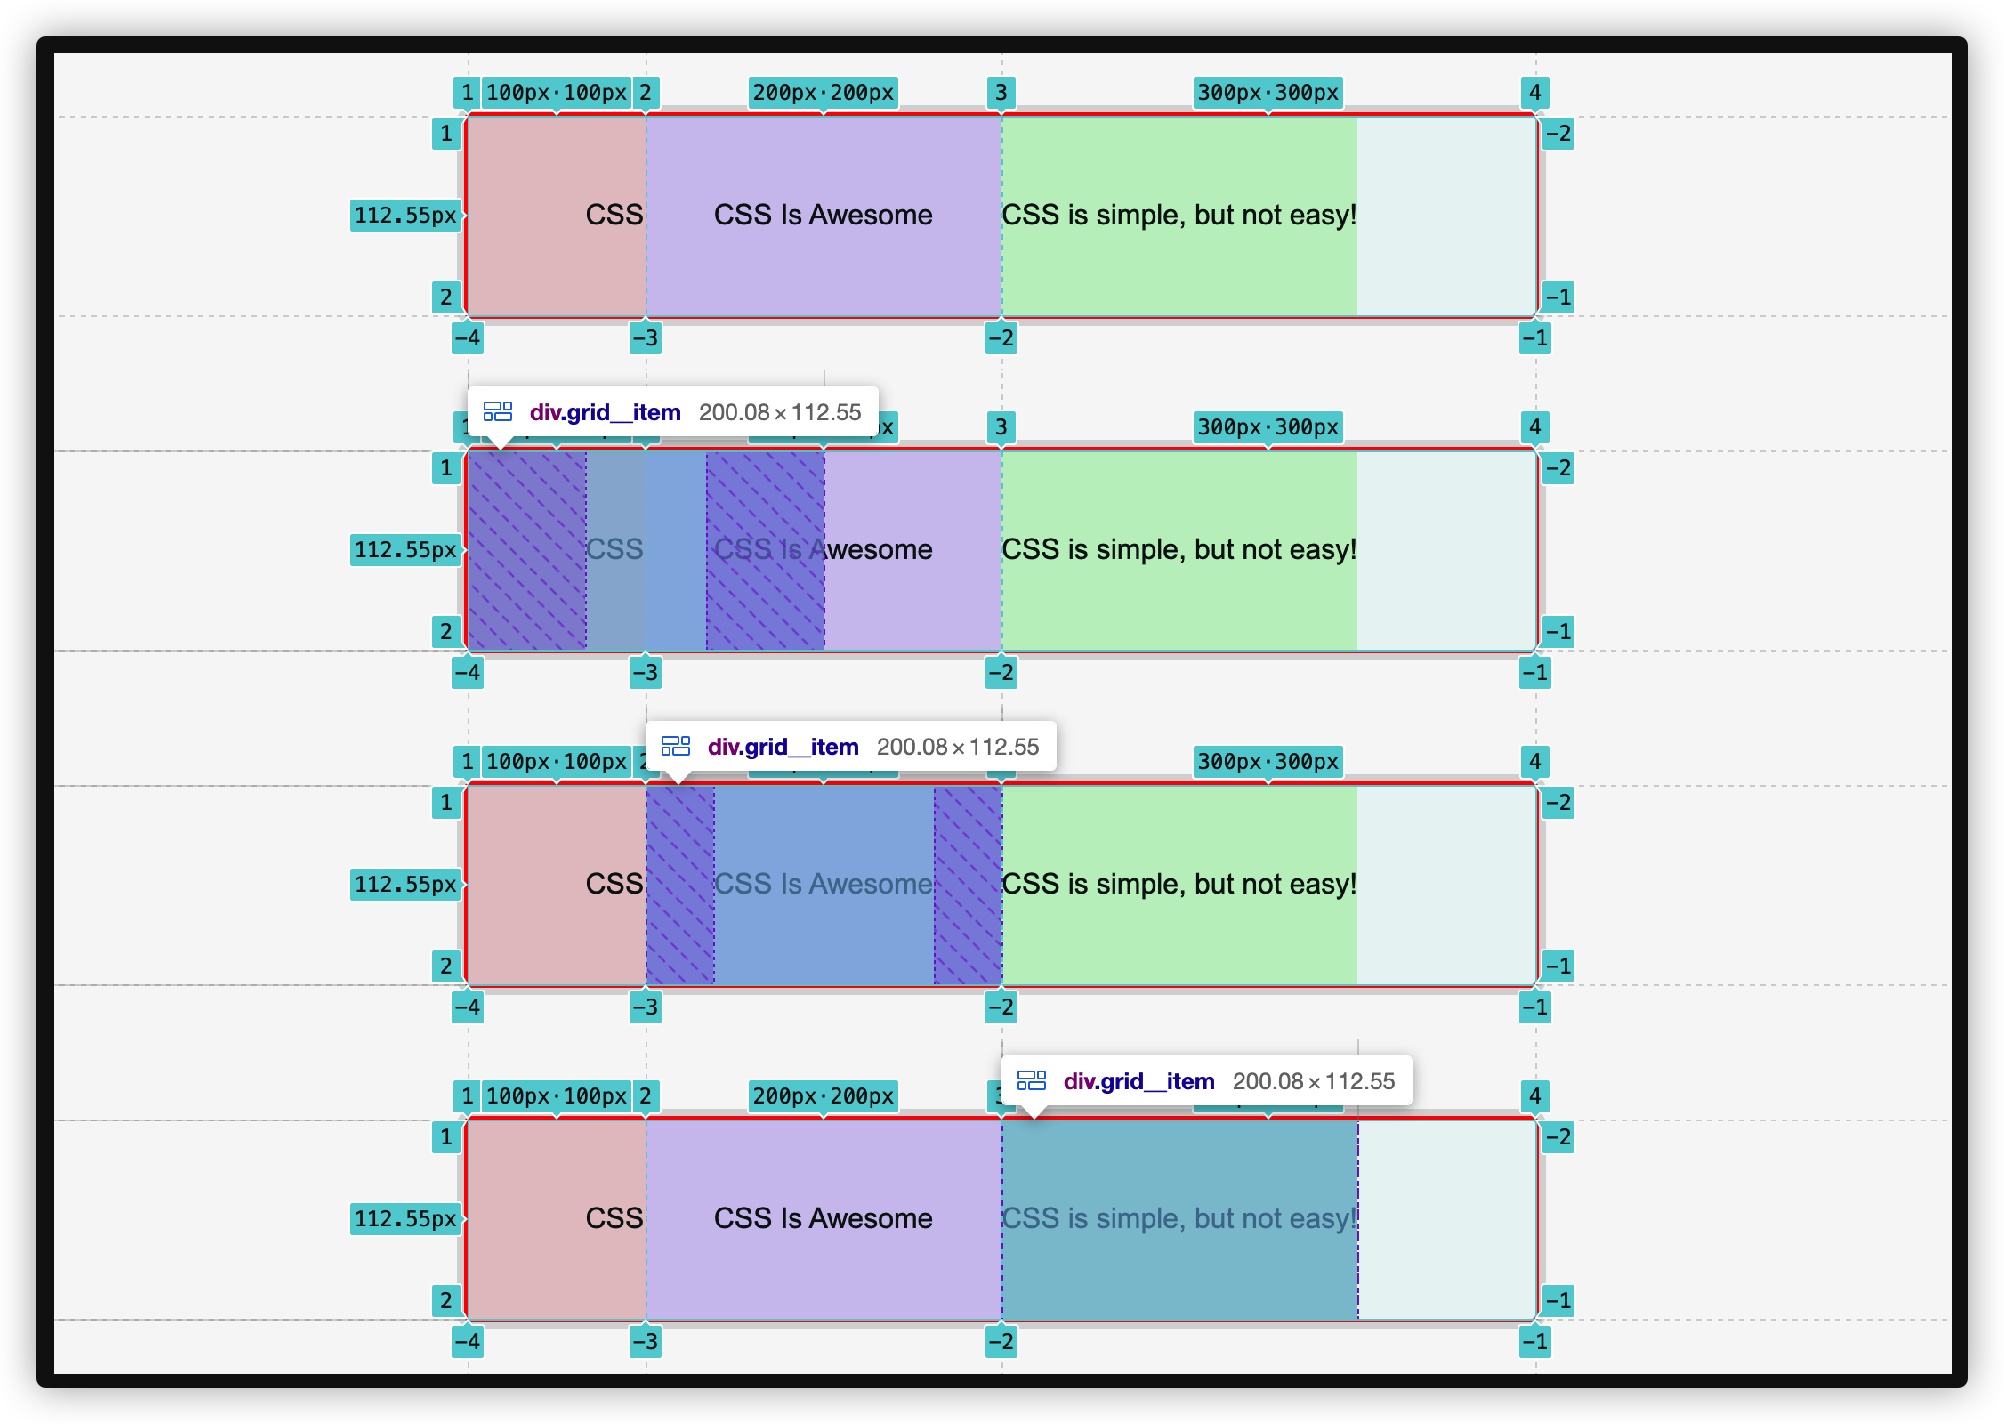 1 100px·100px 2 200px·200px 3 300px·300px 4
1 −2
CSS CSS Is Awesome CSS is simple, but not easy!
112.55px
2 −1
−4 −3 −2 −1
div.grid__item 200.08×112.55
3 300px·300px 4
1 −2
CSS CSS Is Awesome CSS is simple, but not easy!
112.55px
2 −1
−4 −3 −2 −1
div.grid__item 200.08×112.55
1 100px·100px 300px·300px 4
1 −2
CSS CSS Is Awesome CSS is simple, but not easy!
112.55px
2 −1
−4 −3 −2 −1
div.grid__item 200.08×112.55
1 100px·100px 2 200px·200px 4
1 −2
CSS CSS Is Awesome CSS is simple, but not easy!
112.55px
2 −1
−4 −3 −2 −1